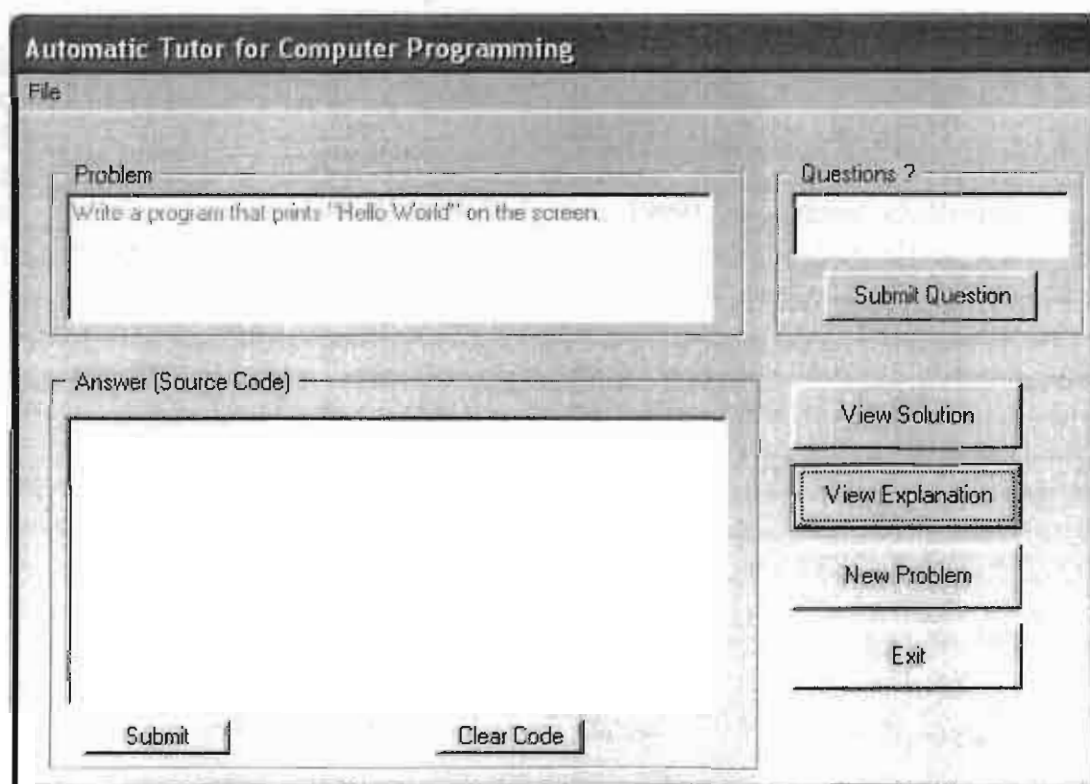 Automatic Tutor for Computer Programming
File
Problem
Write a program that prints "Hello World" on the screen.
Questions ?
Submit Question
Answer (Source Code)
View Solution
View Explanation
New Problem
Exit
Submit
Clear Code